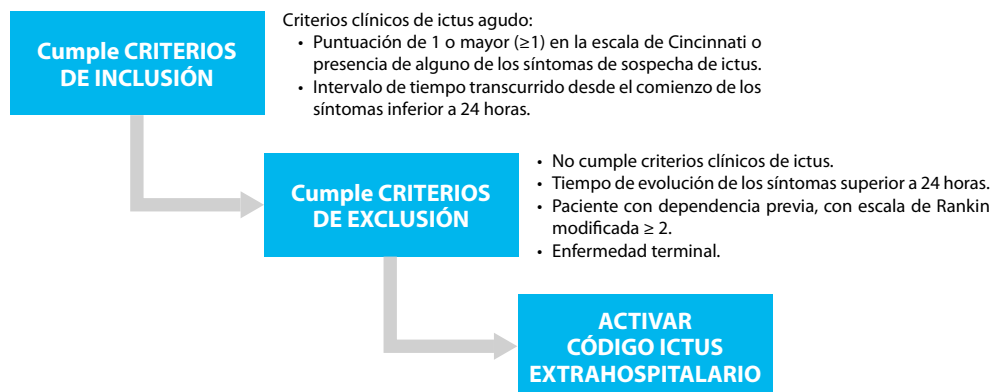 Cumple CRITERIOS
DE INCLUSIÓN
Criterios clínicos de ictus agudo:
• Puntuación de 1 o mayor (≥1) en la escala de Cincinnati o
presencia de alguno de los síntomas de sospecha de ictus.
• Intervalo de tiempo transcurrido desde el comienzo de los
síntomas inferior a 24 horas.
Cumple CRITERIOS
DE EXCLUSIÓN
• No cumple criterios clínicos de ictus.
• Tiempo de evolución de los síntomas superior a 24 horas.
• Paciente con dependencia previa, con escala de Rankin
modificada ≥ 2.
• Enfermedad terminal.
ACTIVAR
CÓDIGO ICTUS
EXTRAHOSPITALARIO